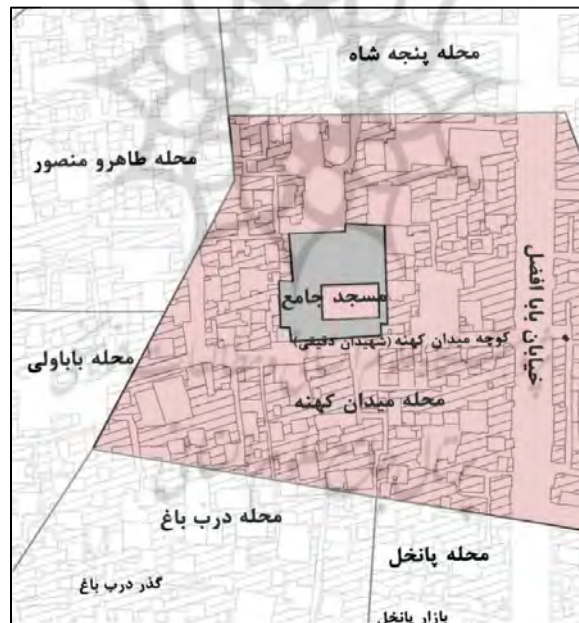 محله پنجه شاه
محله طاهرو منصور
مسجد جامع
خیابان بابا افضل
کوچه میدان کهنه (شهیدان دقیقی)
محله باباولی
محله میدان کهنه
محله درب باغ
محله پانخل
گذر درب باغ
بازار پانخل